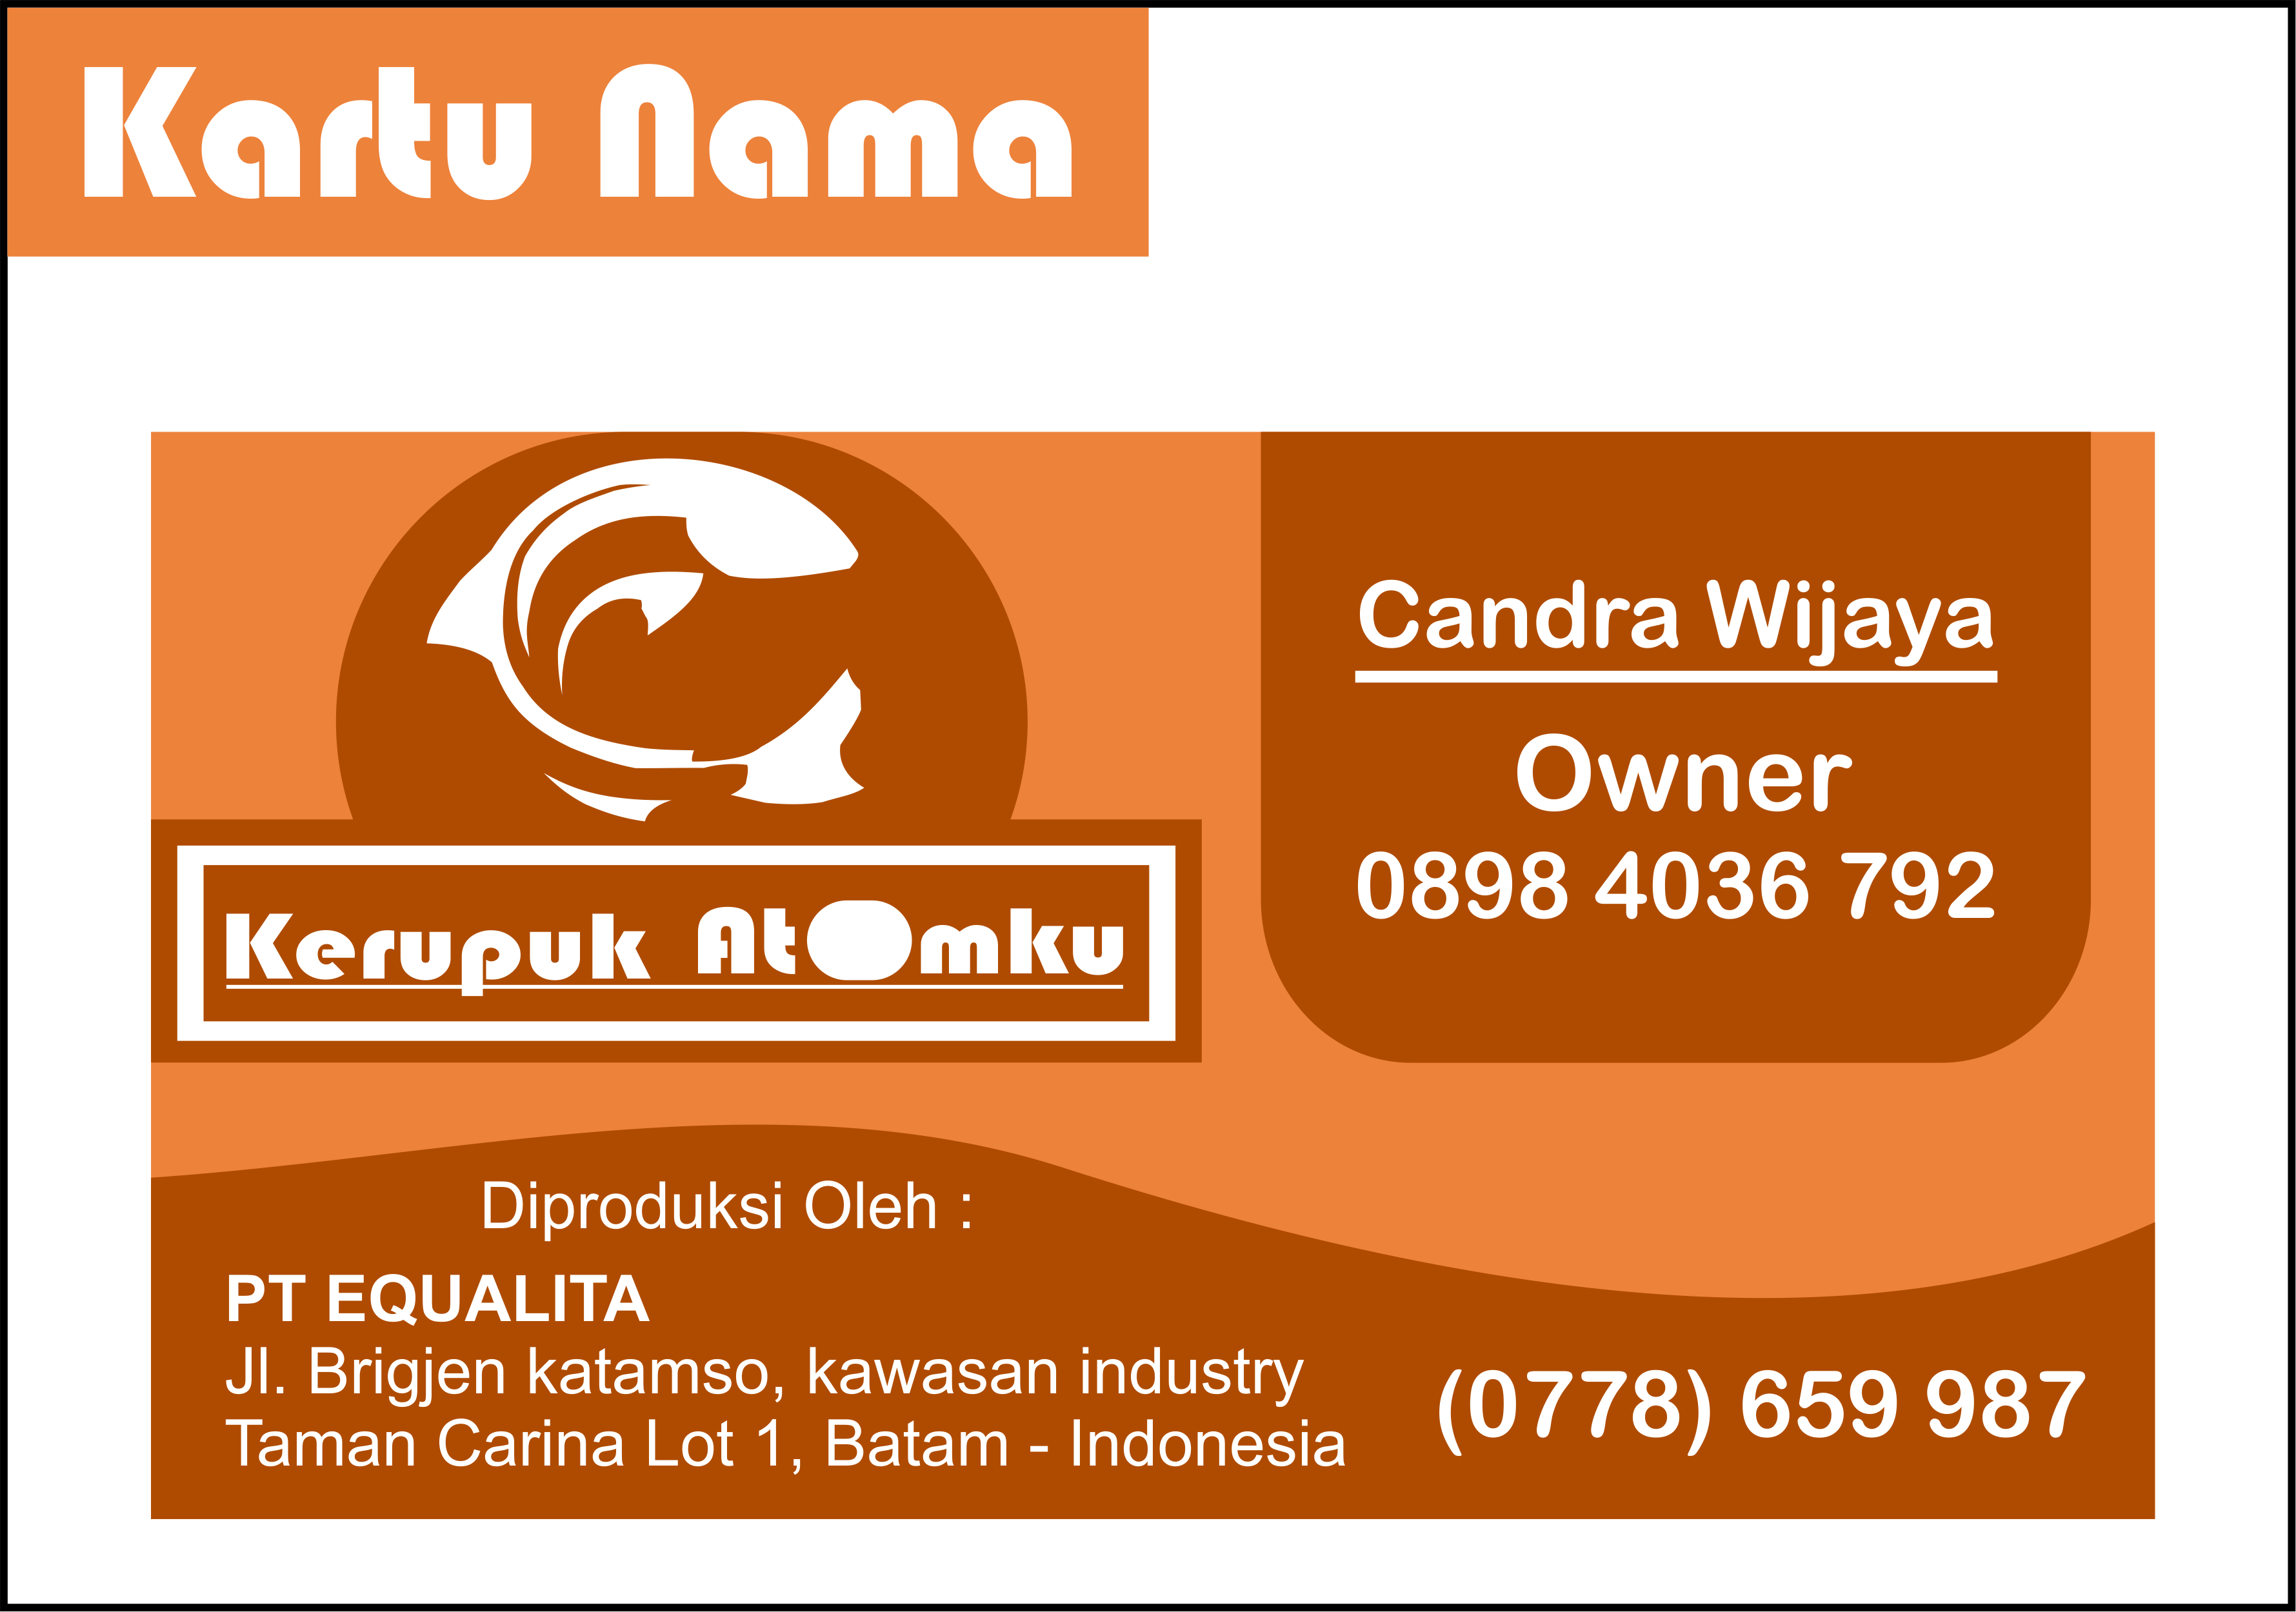 Kartu Nama
Kerupuk AtOmku
Candra Wijaya
Owner
0898 4036 792
Diproduksi Oleh :
PT EQUALITA
Jl. Brigjen katamso, kawasan industry
Taman Carina Lot 1, Batam - Indonesia
(0778) 659 987